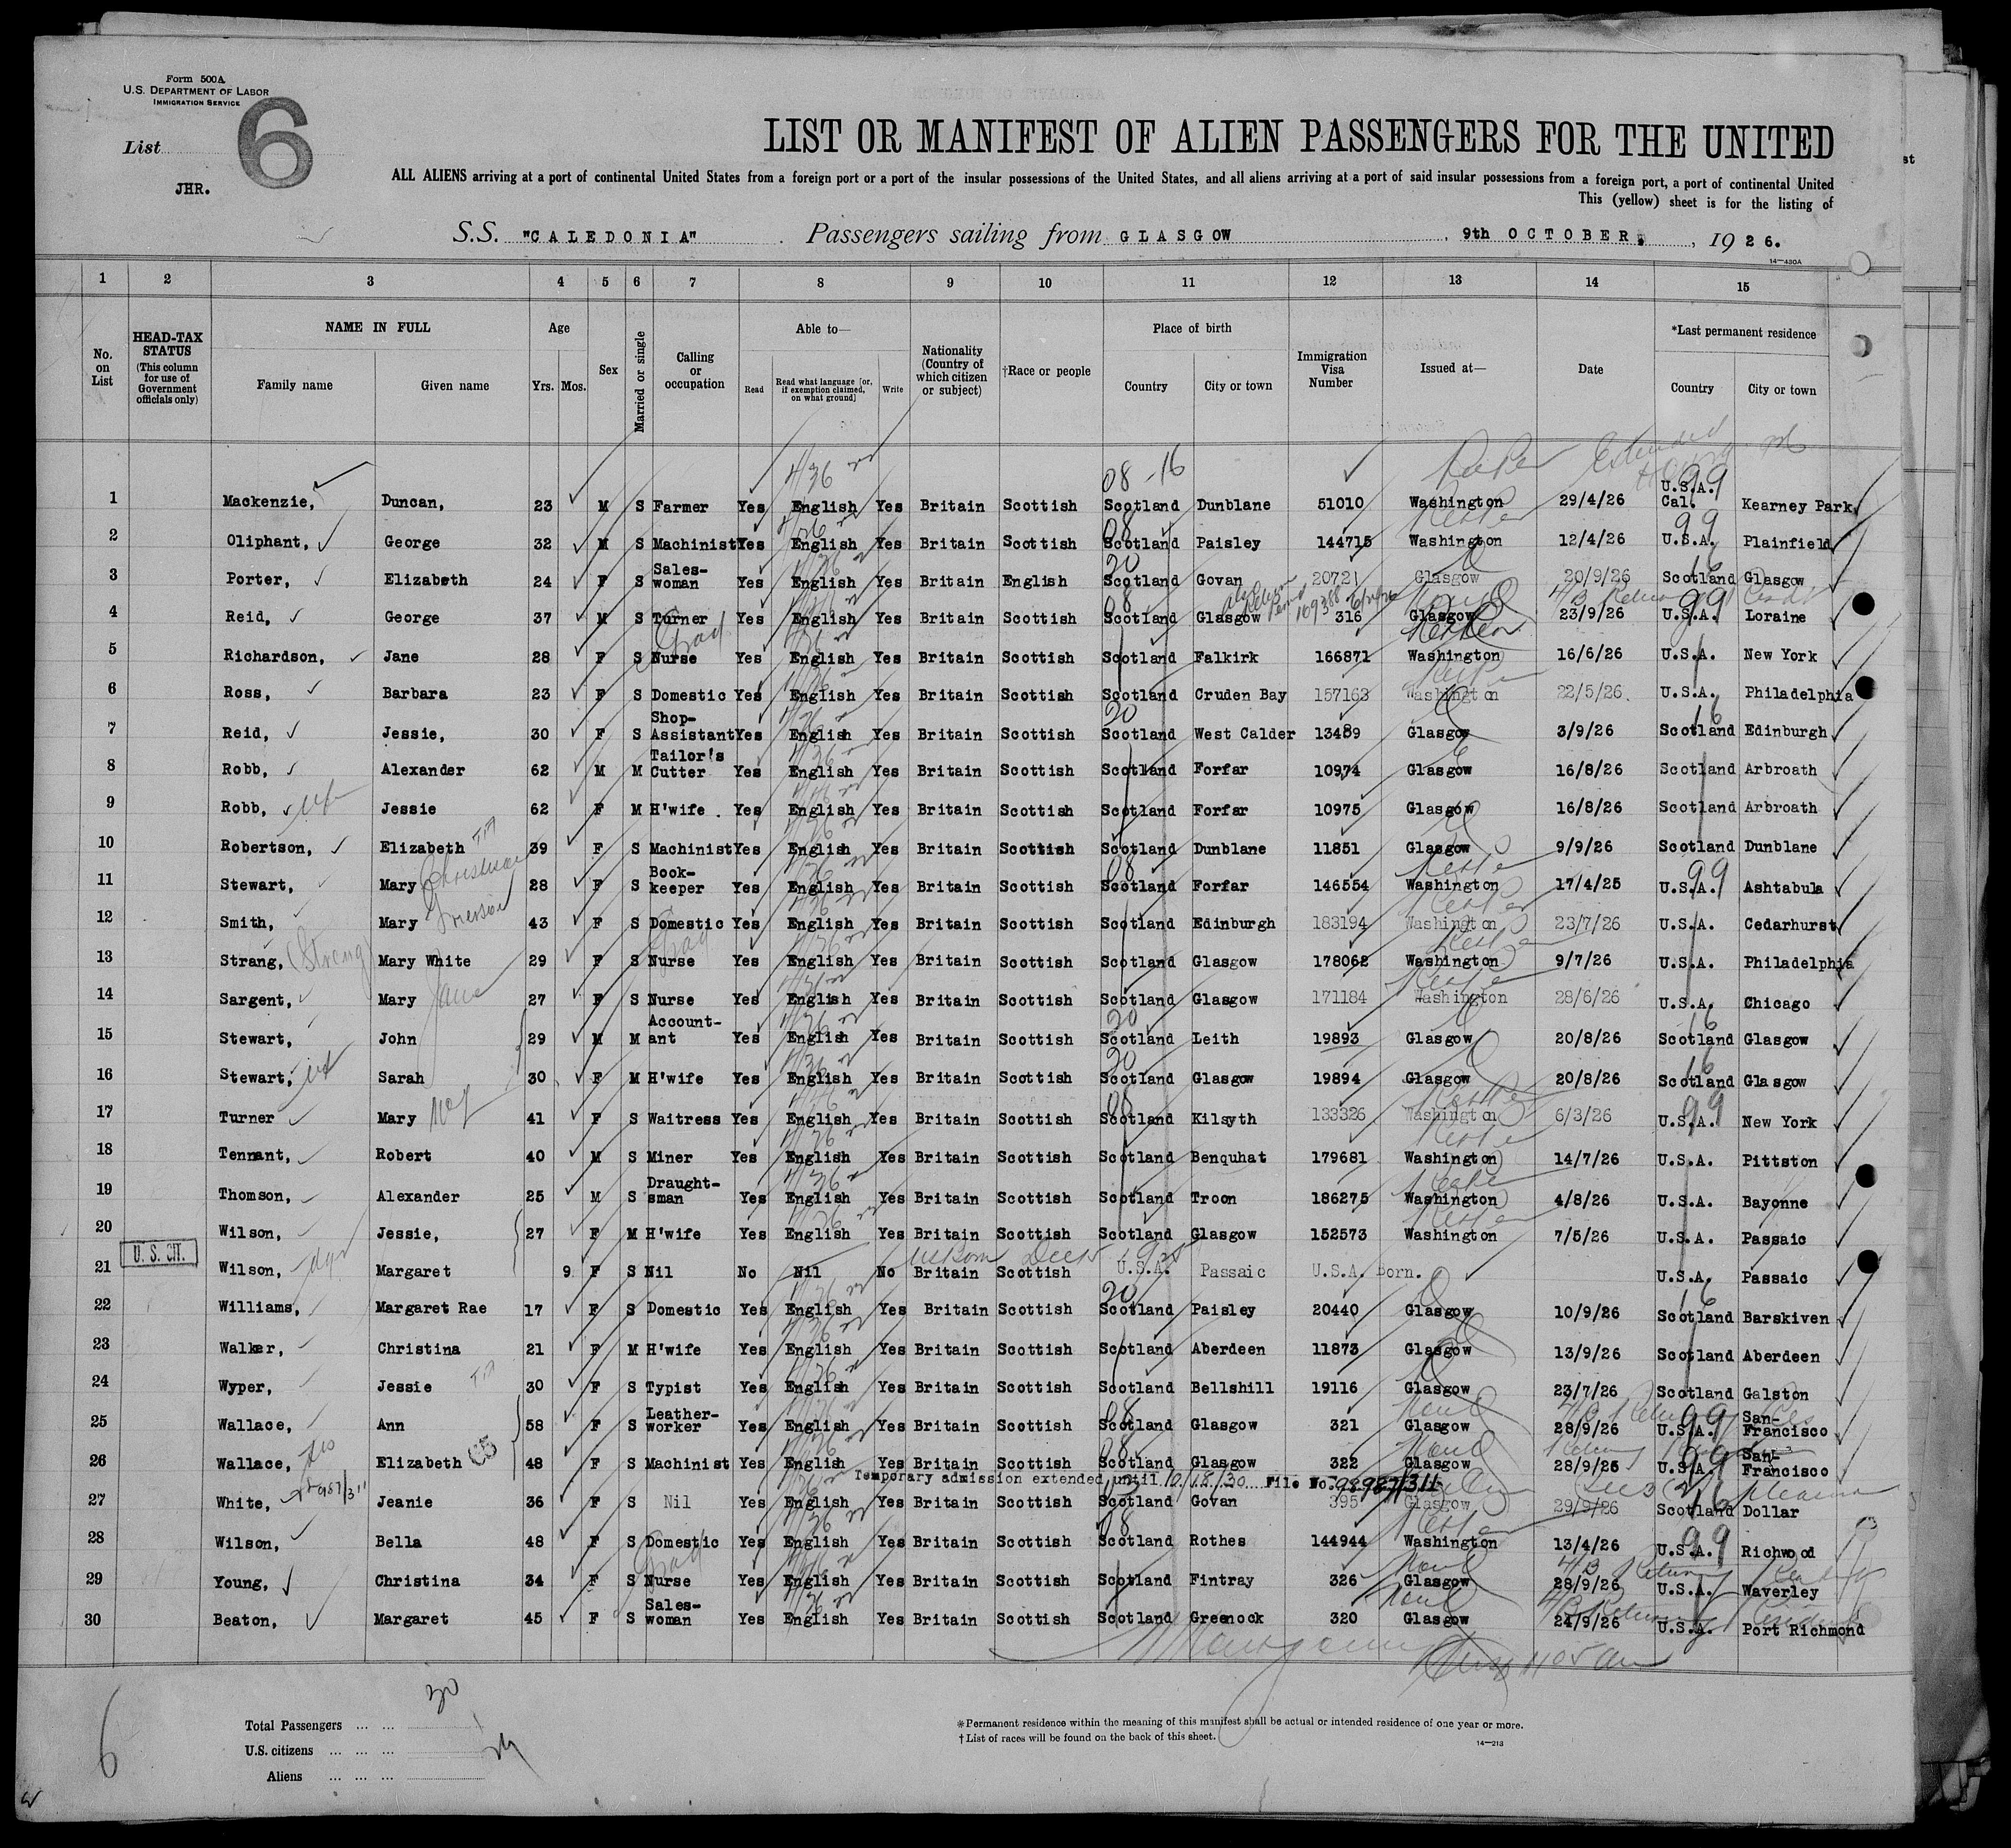 Form 500A
U.S. DEPARTMENT OF LABOR
IMMIGRATION SERVICE
List 6
JHR.
LIST OR MANIFEST OF ALIEN PASSENGERS FOR THE UNITED
ALL ALIENS arriving at a port of continental United States from a foreign port or a port of the insular possessions of the United States, and all aliens arriving at a port of said insular possessions from a foreign port, a port of continental United
This (yellow) sheet is for the listing of
S.S. "CALEDONIA" Passengers sailing from GLASGOW, 9th OCTOBER, 1926.
14—430A
1 2 3 4 5 6 7 8 9 10 11 12 13 14 15
No. on List
HEAD-TAX STATUS (This column for use of Government officials only)
NAME IN FULL Family name Given name
Age Yrs. Mos.
Sex
Married or single
Calling or occupation
Able to— Read Read what language [or, if exemption claimed, on what ground] Write
Nationality (Country of which citizen or subject)
†Race or people
Place of birth Country City or town
Immigration Visa Number
Issued at—
Date
*Last permanent residence Country City or town
1 Mackenzie, Duncan, 23 M S Farmer Yes English Yes Britain Scottish Scotland Dunblane 51010 Washington 29/4/26 U.S.A. Cal. Kearney Park
2 Oliphant, George 32 M S Machinist Yes English Yes Britain Scottish Scotland Paisley 144715 Washington 12/4/26 U.S.A. Plainfield
3 Porter, Elizabeth 24 F S Sales-woman Yes English Yes Britain English Scotland Govan 20721 Glasgow 20/9/26 Scotland Glasgow
4 Reid, George 37 M S Turner Yes English Yes Britain Scottish Scotland Glasgow 316 Glasgow 23/9/26 U.S.A. Loraine
5 Richardson, Jane 28 F S Nurse Yes English Yes Britain Scottish Scotland Falkirk 166871 Washington 16/6/26 U.S.A. New York
6 Ross, Barbara 23 F S Domestic Yes English Yes Britain Scottish Scotland Cruden Bay 157163 Washington 22/5/26. U.S.A. Philadelphia
7 Reid, Jessie, 30 F S Shop-Assistant Yes English Yes Britain Scottish Scotland West Calder 13489 Glasgow 3/9/26 Scotland Edinburgh
8 Robb, Alexander 62 M M Tailor's Cutter Yes English Yes Britain Scottish Scotland Forfar 10974 Glasgow 16/8/26 Scotland Arbroath
9 Robb, Jessie 62 F M H'wife . Yes English Yes Britain Scottish Scotland Forfar 10975 Glasgow 16/8/26 Scotland Arbroath
10 Robertson, Elizabeth 39 F S Machinist Yes English Yes Britain Scottish Scotland Dunblane 11851 Glasgow 9/9/26 Scotland Dunblane
11 Stewart, Mary Christina 28 F S Book-keeper Yes English Yes Britain Scottish Scotland Forfar 146554 Washington 17/4/25 U.S.A. Ashtabula
12 Smith, Mary Grierson 43 F S Domestic Yes English Yes Britain Scottish Scotland Edinburgh 183194 Washington 23/7/26 U.S.A. Cedarhurst
13 Strang, (Strang) Mary White 29 F S Nurse Yes English Yes Britain Scottish Scotland Glasgow 178062 Washington 9/7/26 U.S.A. Philadelphia
14 Sargent, Mary Jane 27 F S Nurse Yes English Yes Britain Scottish Scotland Glasgow 171184 Washington 28/6/26 U.S.A. Chicago
15 Stewart, John 29 M M Account-ant Yes English Yes Britain Scottish Scotland Leith 19893 Glasgow 20/8/26 Scotland Glasgow
16 Stewart, Sarah 30 F M H'wife Yes English Yes Britain Scottish Scotland Glasgow 19894 Glasgow 20/8/26 Scotland Glasgow
17 Turner Mary 41 F S Waitress Yes English Yes Britain Scottish Scotland Kilsyth 133326 Washington 6/3/26 U.S.A. New York
18 Tennant, Robert 40 M S Miner Yes English Yes Britain Scottish Scotland Benquhat 179681 Washington 14/7/26 U.S.A. Pittston
19 Thomson, Alexander 25 M S Draught-sman Yes English Yes Britain Scottish Scotland Troon 186275 Washington 4/8/26 U.S.A. Bayonne
20 Wilson, Jessie, 27 F M H'wife Yes English Yes Britain Scottish Scotland Glasgow 152573 Washington 7/5/26 U.S.A. Passaic
21 U.S. CIT. Wilson, Margaret 9 F S Nil No Nil No Britain Scottish U.S.A. Passaic U.S.A. Born. U.S.A. Passaic
22 Williams, Margaret Rae 17 F S Domestic Yes English Yes Britain Scottish Scotland Paisley 20440 Glasgow 10/9/26 Scotland Barskiven
23 Walker, Christina 21 F M H'wife Yes English Yes Britain Scottish Scotland Aberdeen 11873 Glasgow 13/9/26 Scotland Aberdeen
24 Wyper, Jessie 30 F S Typist Yes English Yes Britain Scottish Scotland Bellshill 19116 Glasgow 23/7/26 Scotland Galston
25 Wallace, Ann 58 F S Leather-worker Yes English Yes Britain Scottish Scotland Glasgow 321 Glasgow 28/9/26 U.S.A. San-Francisco
26 Wallace, Elizabeth 48 F S Machinist Yes English Yes Britain Scottish Scotland Glasgow 322 Glasgow 28/9/26 U.S.A. San-Francisco
Temporary admission extended until 10/18/30 File No. 98987/311
27 White, Jeanie 36 F S Nil Yes English Yes Britain Scottish Scotland Govan 395 Glasgow 29/9/26 Scotland Dollar
28 Wilson, Bella 48 F S Domestic Yes English Yes Britain Scottish Scotland Rothes 144944 Washington 13/4/26 U.S.A. Richwood
29 Young, Christina 34 F S Nurse Yes English Yes Britain Scottish Scotland Fintray 326 Glasgow 28/9/26 U.S.A. Waverley
30 Beaton, Margaret 45 F S Sales-woman Yes English Yes Britain Scottish Scotland Greenock 320 Glasgow 24/9/26 U.S.A. Port Richmond
Total Passengers ... ... 30
U.S. citizens ... ... ...
Aliens ... ... ...
*Permanent residence within the meaning of this manifest shall be actual or intended residence of one year or more.
†List of races will be found on the back of this sheet.
14—213
6